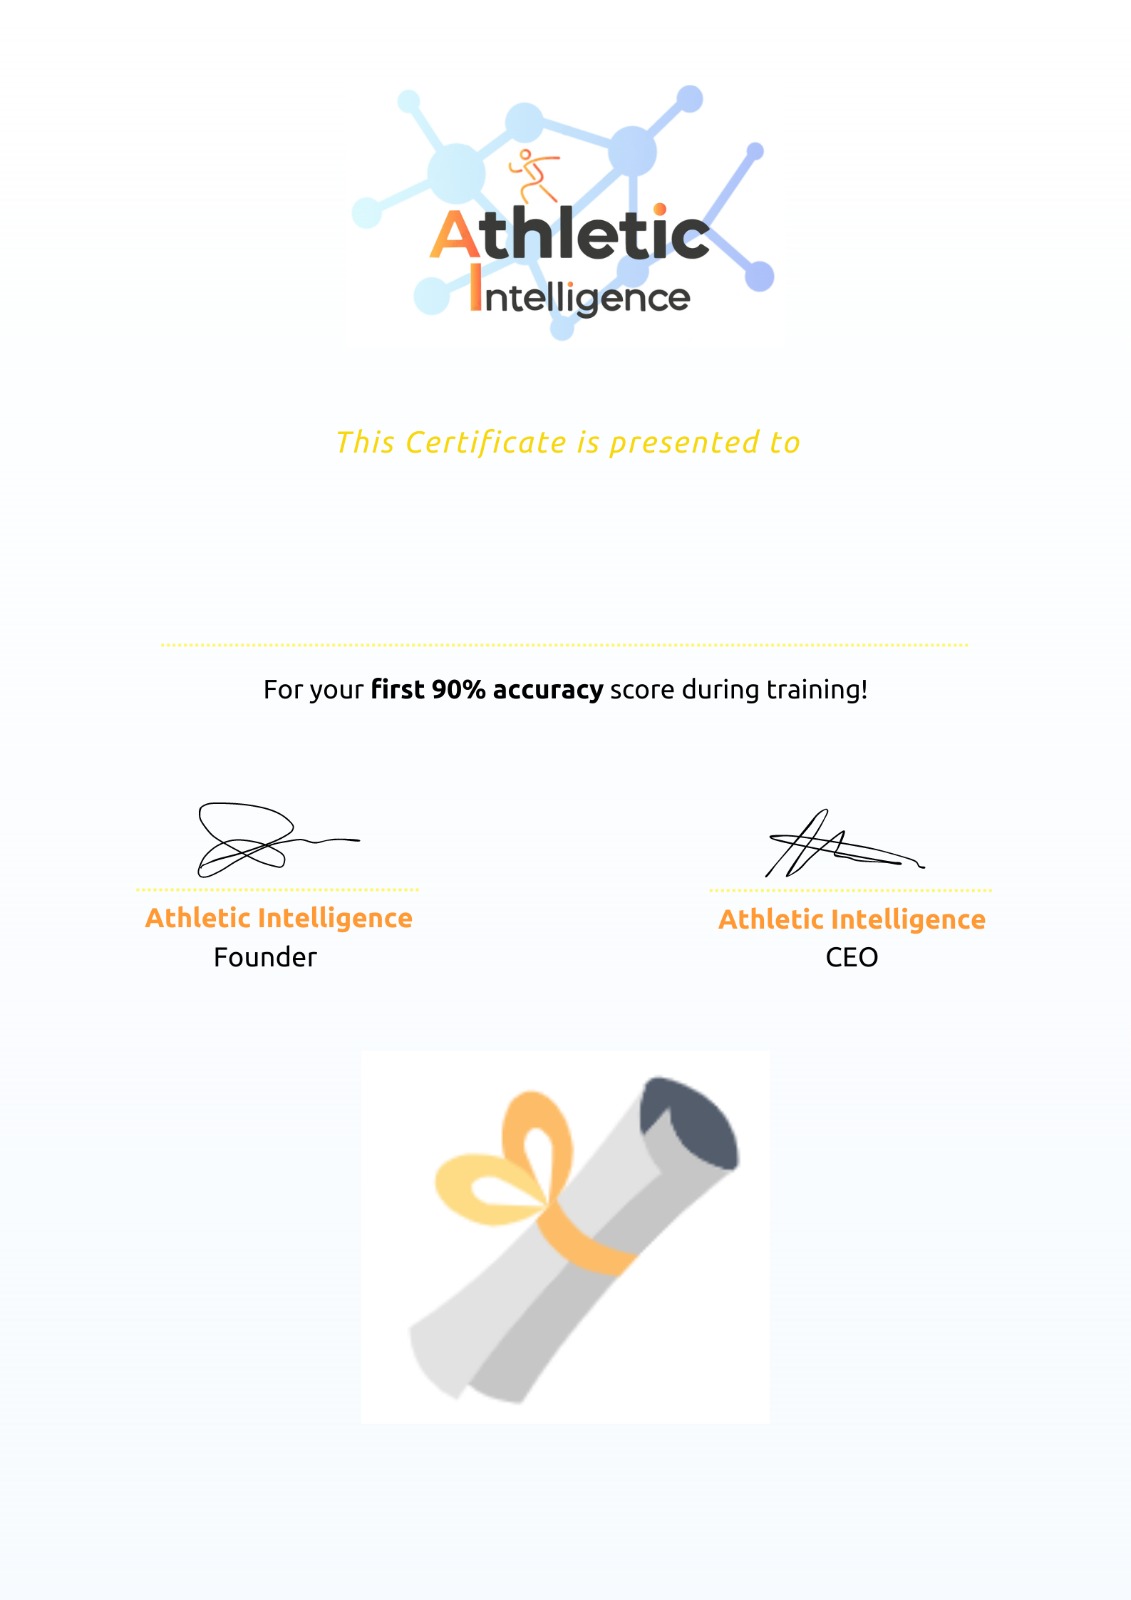 Athletic
Intelligence
This Certificate is presented to
For your first 90% accuracy score during training!
Athletic Intelligence
Founder
Athletic Intelligence
CEO